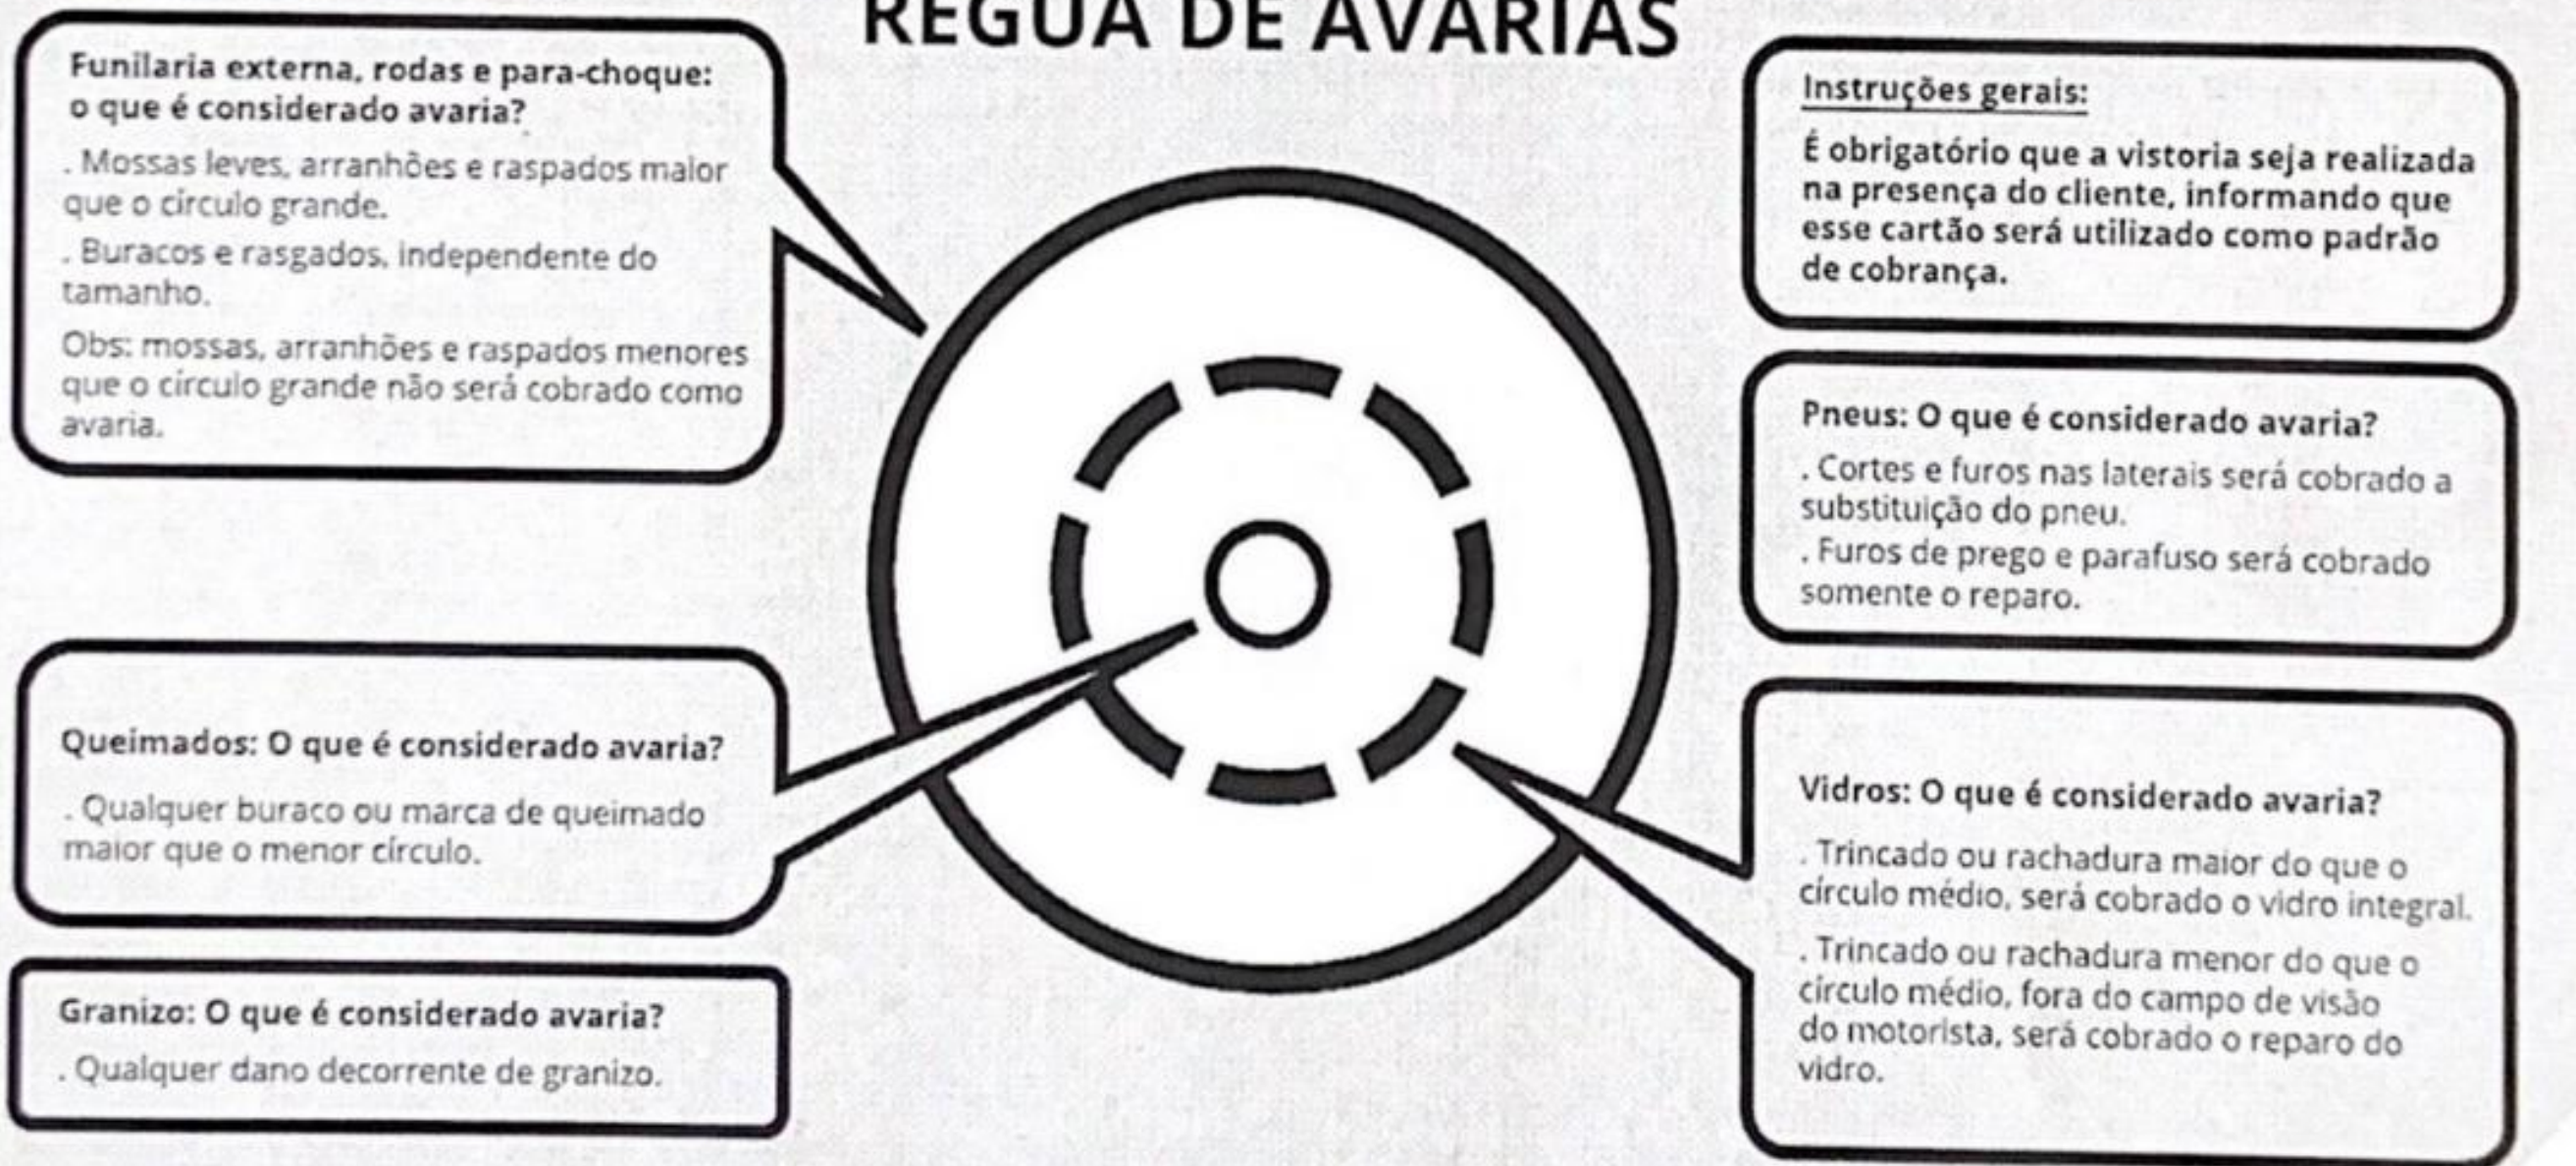 RÉGUA DE AVARIAS
Funilaria externa, rodas e para-choque:
o que é considerado avaria?
. Mossas leves, arranhões e raspados maior
que o círculo grande.
. Buracos e rasgados, independente do
tamanho.
Obs: mossas, arranhões e raspados menores
que o círculo grande não será cobrado como
avaria.
Queimados: O que é considerado avaria?
. Qualquer buraco ou marca de queimado
maior que o menor círculo.
Granizo: O que é considerado avaria?
. Qualquer dano decorrente de granizo.
Instruções gerais:
É obrigatório que a vistoria seja realizada
na presença do cliente, informando que
esse cartão será utilizado como padrão
de cobrança.
Pneus: O que é considerado avaria?
. Cortes e furos nas laterais será cobrado a
substituição do pneu.
. Furos de prego e parafuso será cobrado
somente o reparo.
Vidros: O que é considerado avaria?
. Trincado ou rachadura maior do que o
círculo médio, será cobrado o vidro integral.
. Trincado ou rachadura menor do que o
círculo médio, fora do campo de visão
do motorista, será cobrado o reparo do
vidro.